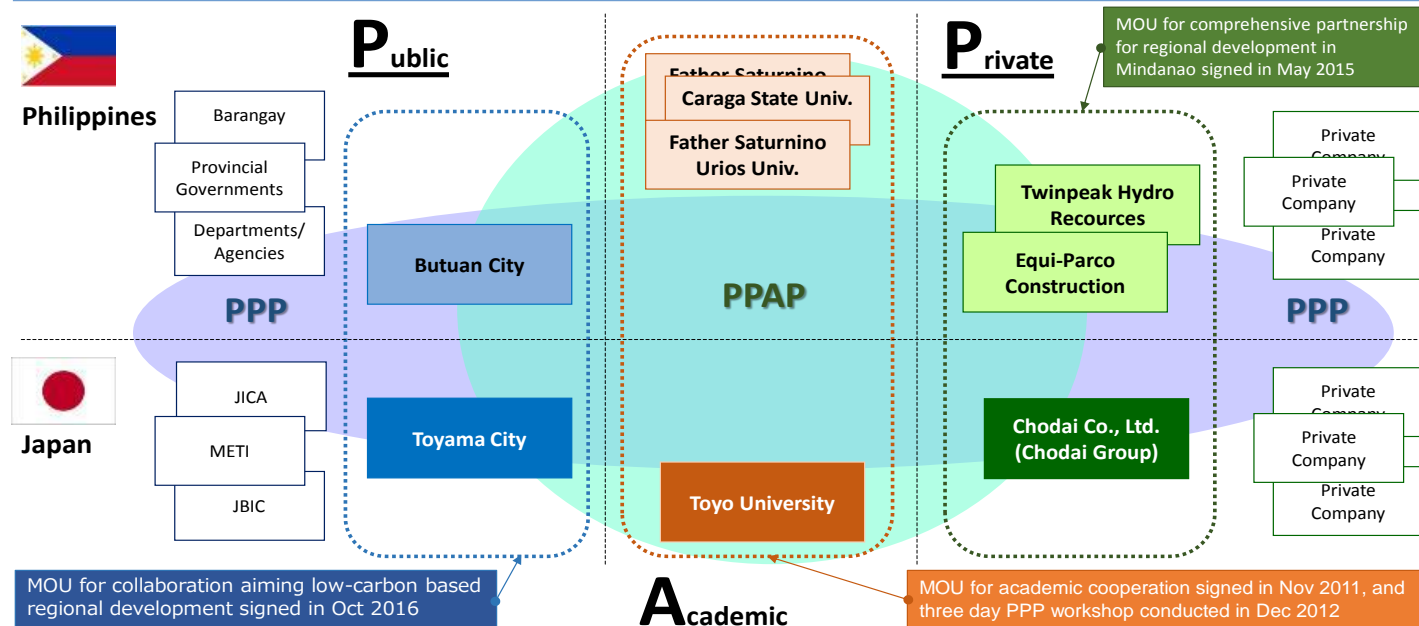 Public
Private
MOU for comprehensive partnership
for regional development in
Mindanao signed in May 2015
Philippines
Father Saturnino
Caraga State Univ.
Father Saturnino
Urios Univ.
Barangay
Provincial
Governments
Departments/
Agencies
Butuan City
Twinpeak Hydro
Recources
Equi-Parco
Construction
Private
Company
Private
Company
Private
Company
PPP
PPAP
PPP
Japan
JICA
METI
JBIC
Toyama City
Toyo University
Chodai Co., Ltd.
(Chodai Group)
Private
Company
Private
Company
Private
Company
MOU for collaboration aiming low-carbon based
regional development signed in Oct 2016
Academic
MOU for academic cooperation signed in Nov 2011, and
three day PPP workshop conducted in Dec 2012